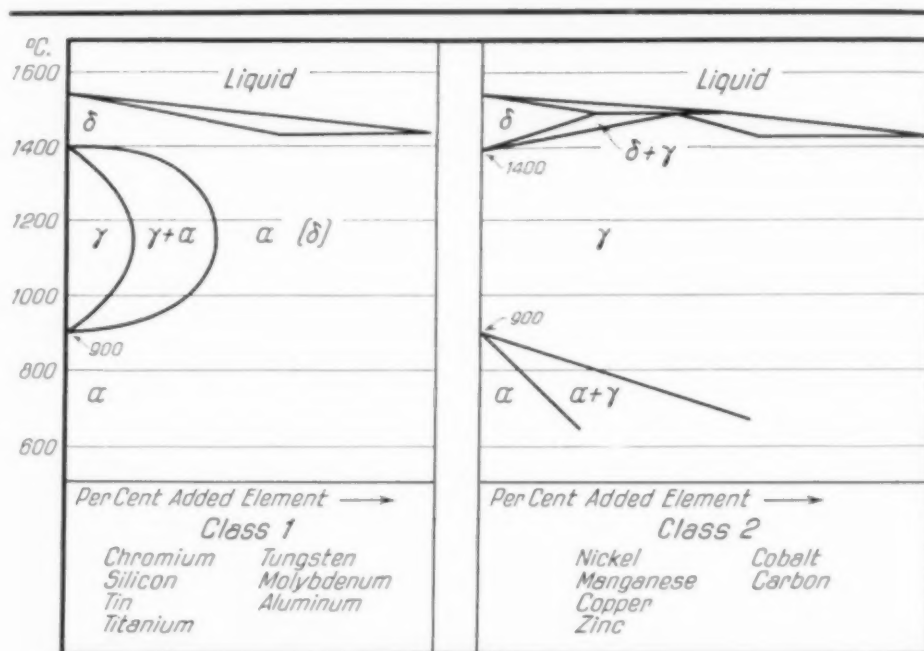 °C.
1600
1400
1200
1000
800
600
Liquid
δ
γ
γ+α
α (δ)
900
α
Per Cent Added Element →
Class 1
Chromium Tungsten
Silicon Molybdenum
Tin Aluminum
Titanium
Liquid
δ
δ+γ
1400
γ
900
α
α+γ
Per Cent Added Element →
Class 2
Nickel Cobalt
Manganese Carbon
Copper
Zinc